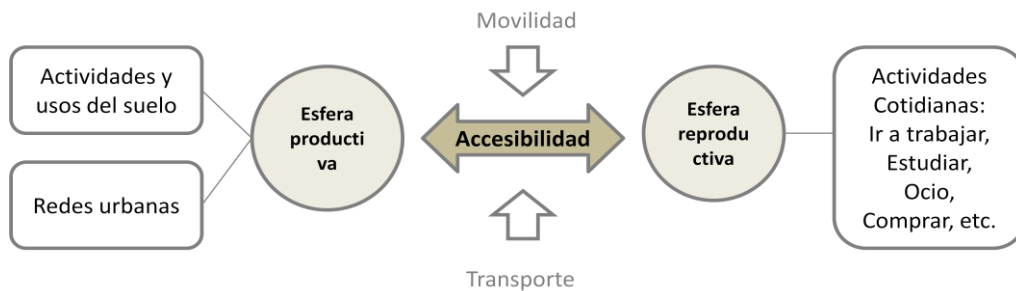 Movilidad
Actividades y
usos del suelo
Redes urbanas
Esfera
producti
va
Accesibilidad
Esfera
reprodu
ctiva
Actividades
Cotidianas:
Ir a trabajar,
Estudiar,
Ocio,
Comprar, etc.
Transporte